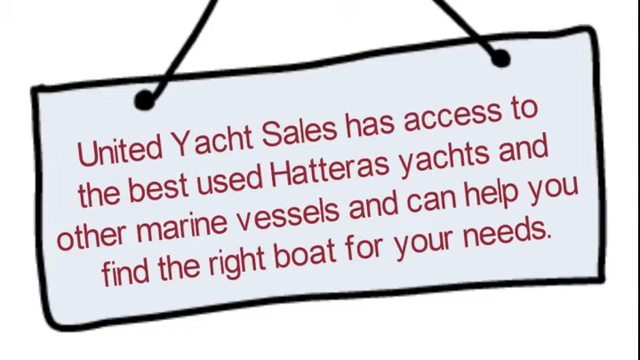 United Yacht Sales has access to
the best used Hatteras yachts and
other marine vessels and can help you
find the right boat for your needs.